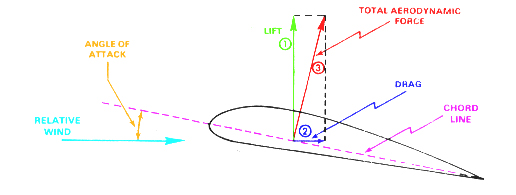 TOTAL AERODYNAMIC
FORCE
LIFT
①
ANGLE OF
ATTACK
③
DRAG
CHORD
LINE
RELATIVE
WIND
②